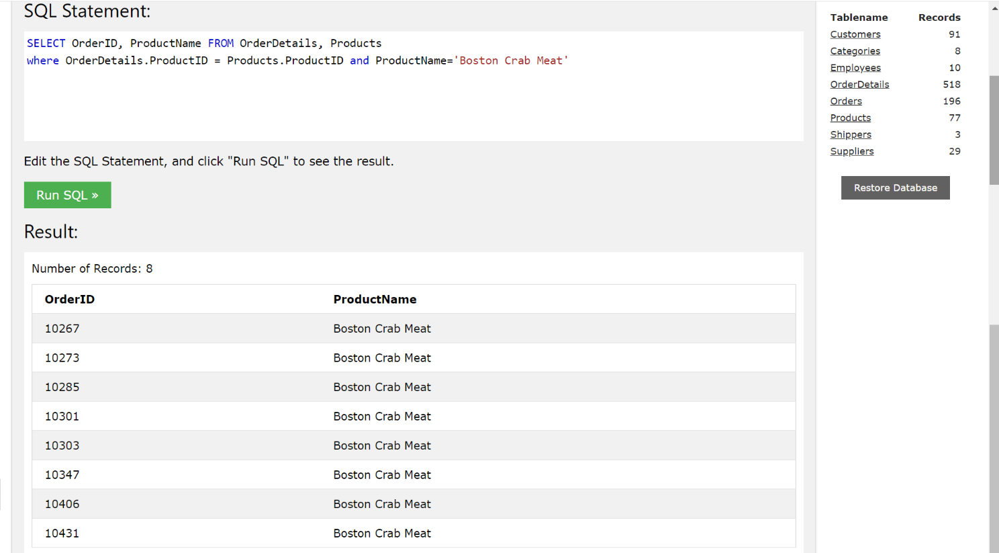 SQL Statement:
SELECT OrderID, ProductName FROM OrderDetails, Products
where OrderDetails.ProductID = Products.ProductID and ProductName='Boston Crab Meat'
Edit the SQL Statement, and click "Run SQL" to see the result.
Run SQL »
Result:
Number of Records: 8
OrderID ProductName
10267 Boston Crab Meat
10273 Boston Crab Meat
10285 Boston Crab Meat
10301 Boston Crab Meat
10303 Boston Crab Meat
10347 Boston Crab Meat
10406 Boston Crab Meat
10431 Boston Crab Meat
Tablename Records
Customers 91
Categories 8
Employees 10
OrderDetails 518
Orders 196
Products 77
Shippers 3
Suppliers 29
Restore Database